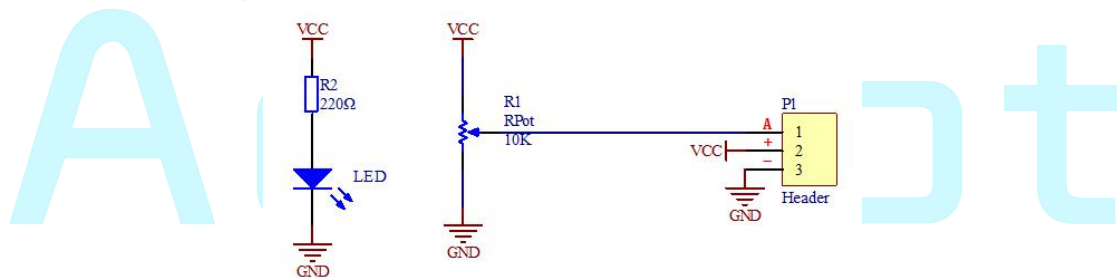 VCC
R2
220Ω
LED
GND
VCC
R1
RPot
10K
GND
P1
A 1
VCC + 2
− 3
GND
Header